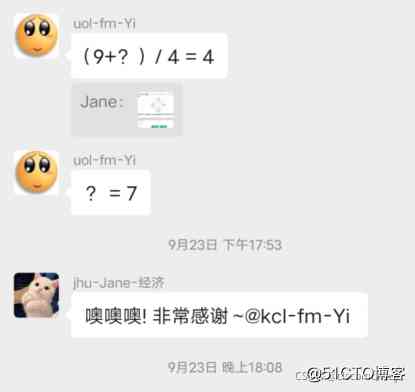 uol-fm-Yi
（9+？）/ 4 = 4
Jane：
uol-fm-Yi
？ = 7
9月23日 下午17:53
jhu-Jane-经济
噢噢噢! 非常感谢 ~@kcl-fm-Yi
9月23日 晚上18:08
@51CTO博客